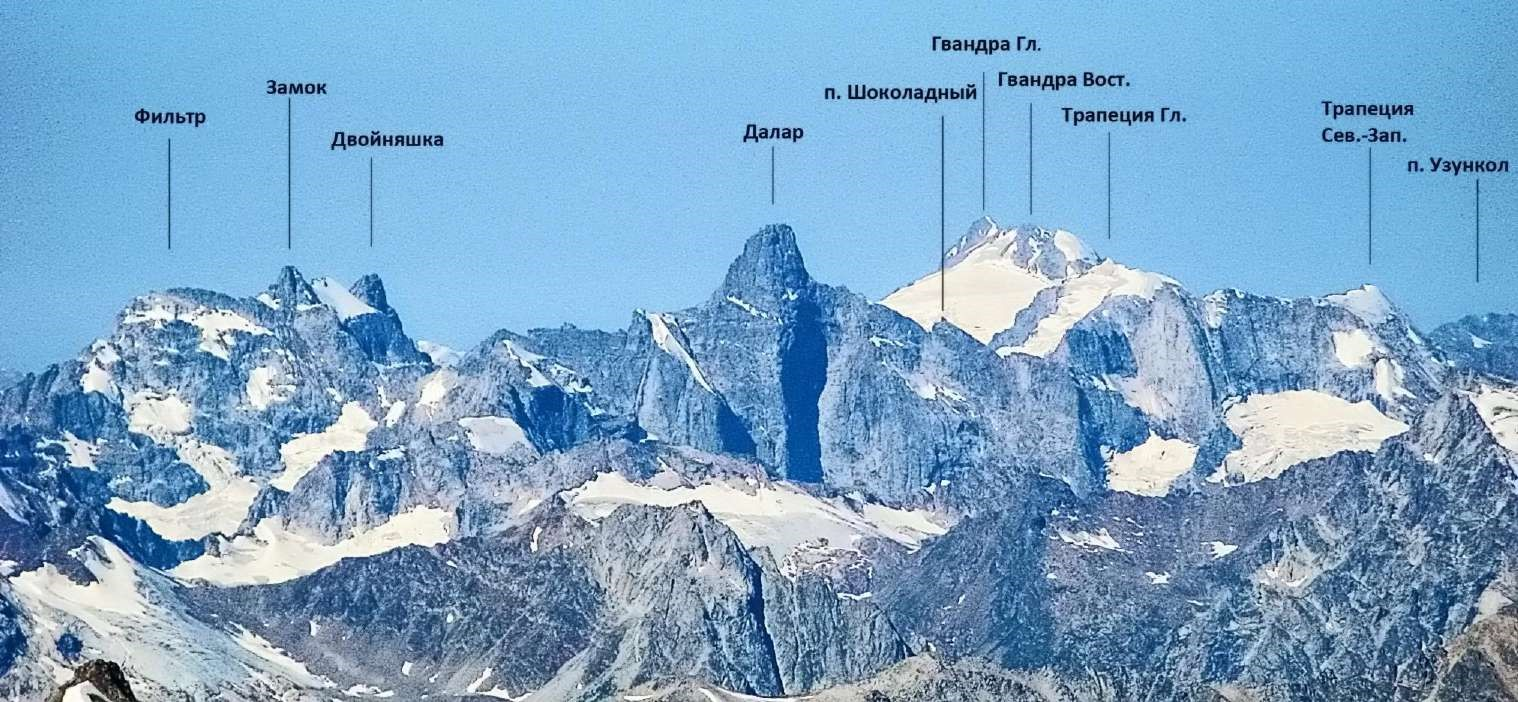 Фильтр
Замок
Двойняшка
Далар
п. Шоколадный
Гвандра Гл.
Гвандра Вост.
Трапеция Гл.
Трапеция
Сев.-Зап.
п. Узункол